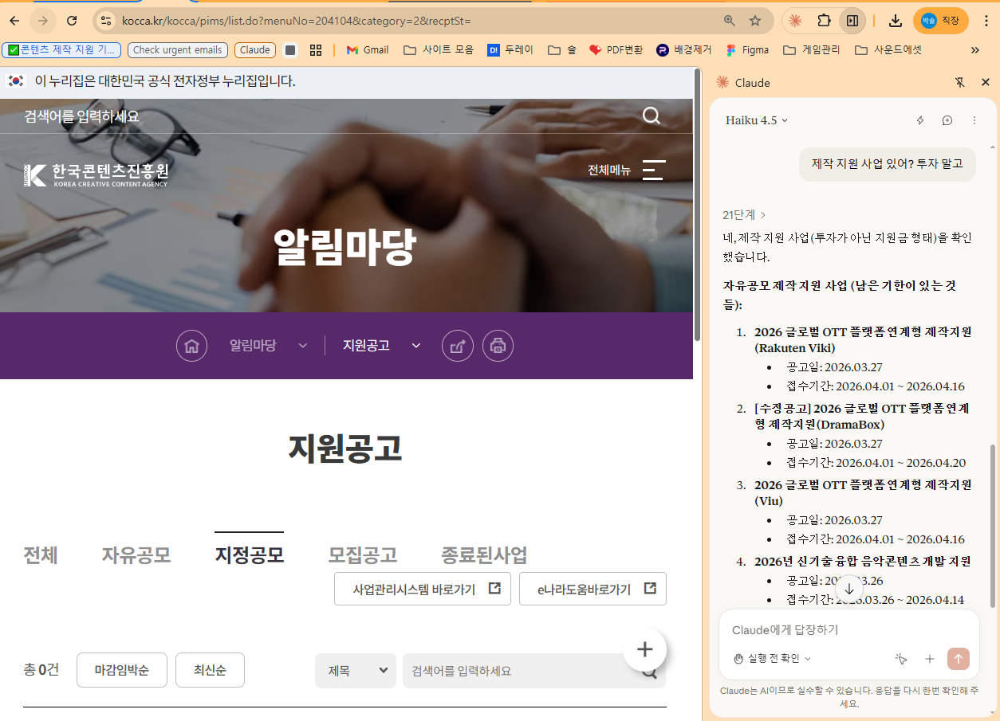 kocca.kr/kocca/pims/list.do?menuNo=204104&category=2&recptSt=
박솔 직장
콘텐츠 제작 지원 기...
Check urgent emails
Claude
Gmail
사이트 모음
D!
두레이
솔
PDF변환
배경제거
Figma
게임관리
사운드에셋
이 누리집은 대한민국 공식 전자정부 누리집입니다.
검색어를 입력하세요
한국콘텐츠진흥원
KOREA CREATIVE CONTENT AGENCY
전체메뉴
알림마당
알림마당
지원공고
지원공고
전체
자유공모
지정공모
모집공고
종료된사업
사업관리시스템 바로가기
e나라도움바로가기
총 0건
마감임박순
최신순
제목
검색어를 입력하세요
Claude
Haiku 4.5
제작 지원 사업 있어? 투자 말고
21단계
네, 제작 지원 사업(투자가 아닌 지원금 형태)을 확인
했습니다.
자유공모 제작 지원 사업 (남은 기한이 있는 것
들):
1. 2026 글로벌 OTT 플랫폼 연계형 제작지원
(Rakuten Viki)
• 공고일: 2026.03.27
• 접수기간: 2026.04.01 ~ 2026.04.16
2. [수정공고] 2026 글로벌 OTT 플랫폼 연계
형 제작지원(DramaBox)
• 공고일: 2026.03.27
• 접수기간: 2026.04.01 ~ 2026.04.20
3. 2026 글로벌 OTT 플랫폼 연계형 제작지원
(Viu)
• 공고일: 2026.03.27
• 접수기간: 2026.04.01 ~ 2026.04.16
4. 2026년 신기술융합 음악콘텐츠 개발 지원
• 공고일:
• 접수기간: ~ 2026.04.14
Claude에게 답장하기
실행 전 확인
Claude는 AI이므로 실수할 수 있습니다. 응답을 다시 한번 확인해 주
세요.